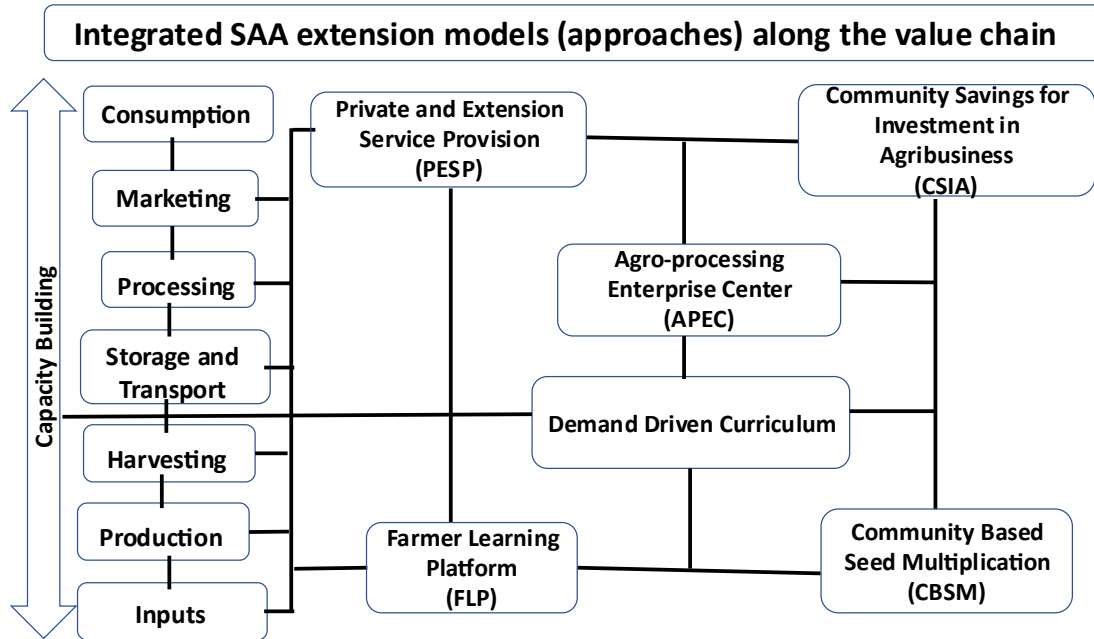 Integrated SAA extension models (approaches) along the value chain
Capacity Building
Consumption
Marketing
Processing
Storage and
Transport
Harvesting
Production
Inputs
Private and Extension
Service Provision
(PESP)
Community Savings for
Investment in
Agribusiness
(CSIA)
Agro-processing
Enterprise Center
(APEC)
Demand Driven Curriculum
Farmer Learning
Platform
(FLP)
Community Based
Seed Multiplication
(CBSM)